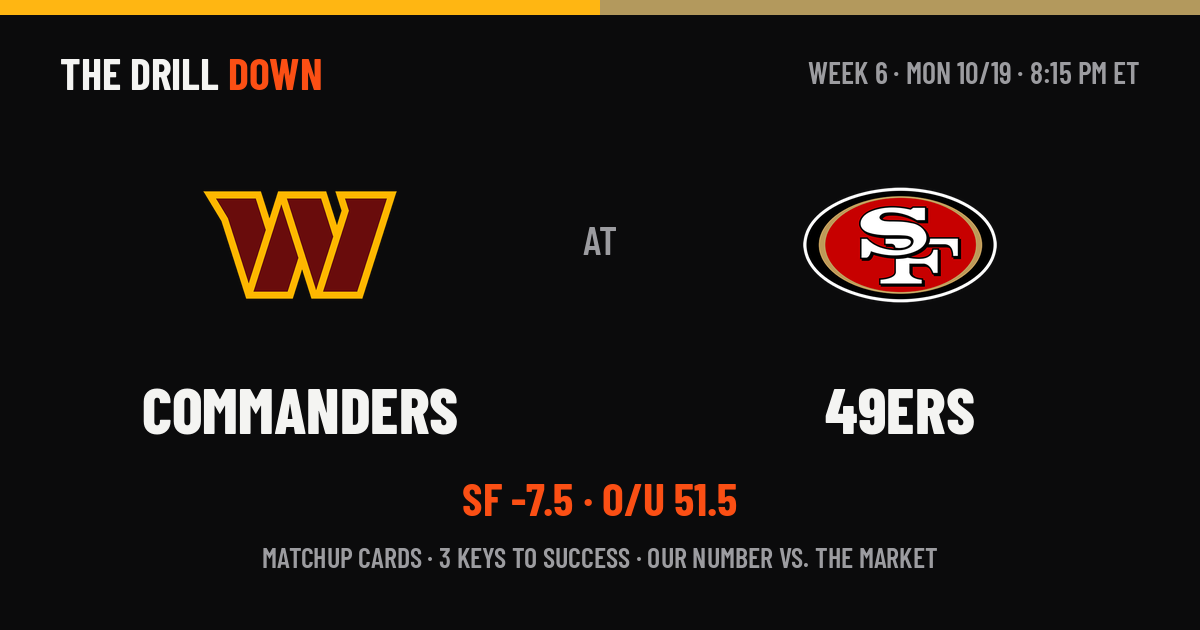 THE DRILL DOWN
WEEK 6 · MON 10/19 · 8:15 PM ET
W
AT
SF
COMMANDERS
49ERS
SF -7.5 · O/U 51.5
MATCHUP CARDS · 3 KEYS TO SUCCESS · OUR NUMBER VS. THE MARKET